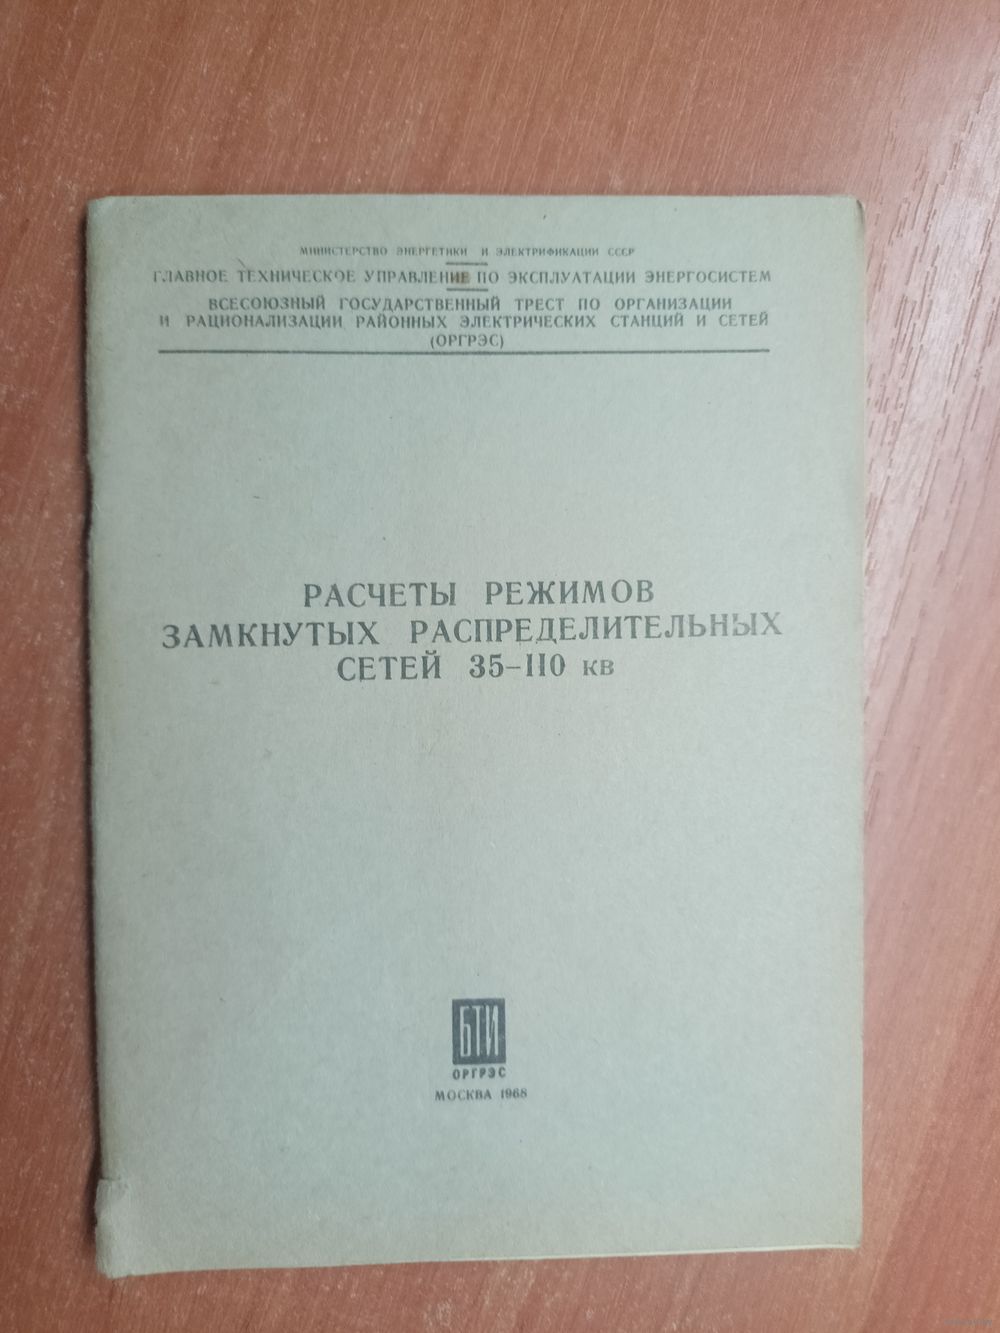 МИНИСТЕРСТВО ЭНЕРГЕТИКИ И ЭЛЕКТРИФИКАЦИИ СССР
ГЛАВНОЕ ТЕХНИЧЕСКОЕ УПРАВЛЕНИЕ ПО ЭКСПЛУАТАЦИИ ЭНЕРГОСИСТЕМ
ВСЕСОЮЗНЫЙ ГОСУДАРСТВЕННЫЙ ТРЕСТ ПО ОРГАНИЗАЦИИ
И РАЦИОНАЛИЗАЦИИ РАЙОННЫХ ЭЛЕКТРИЧЕСКИХ СТАНЦИЙ И СЕТЕЙ
(ОРГРЭС)
РАСЧЕТЫ РЕЖИМОВ
ЗАМКНУТЫХ РАСПРЕДЕЛИТЕЛЬНЫХ
СЕТЕЙ 35–110 кв
БТИ
ОРГРЭС
МОСКВА 1968